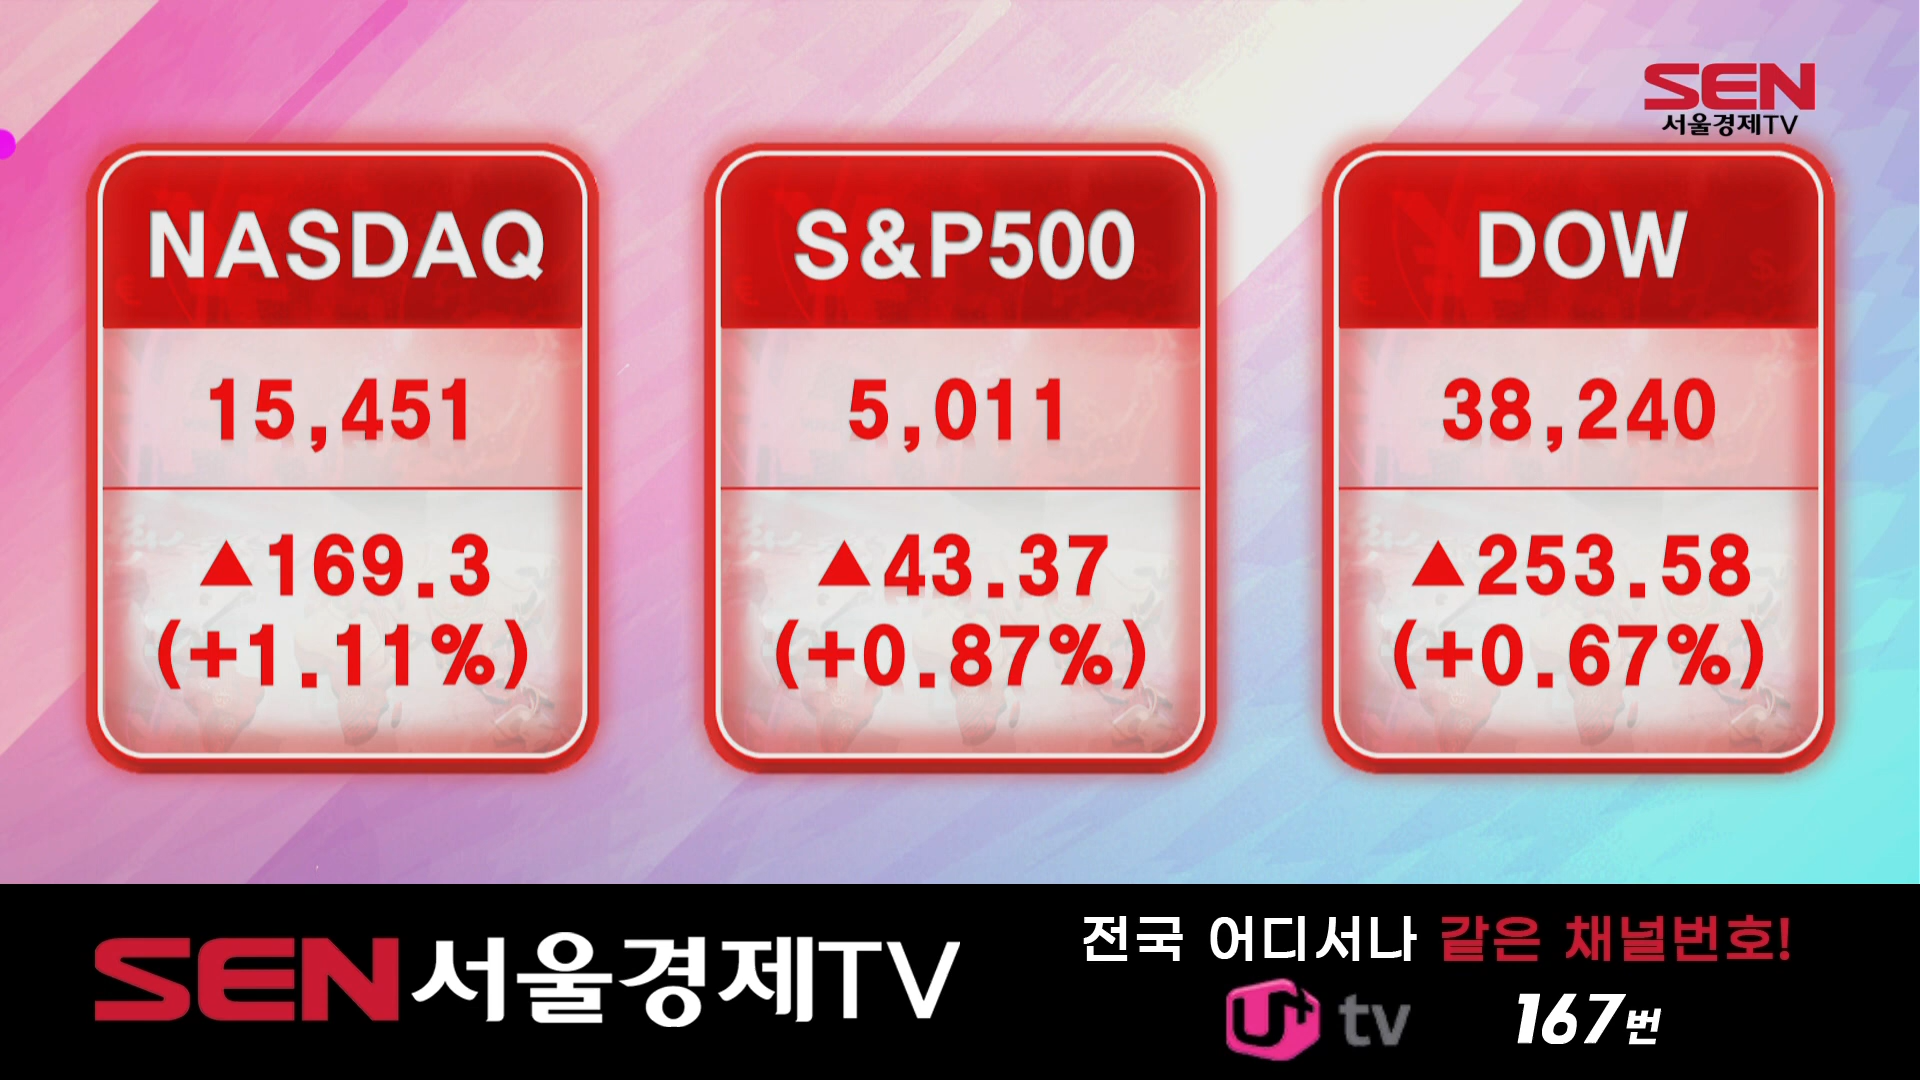 SEN
서울경제TV
NASDAQ
15,451
▲169.3
(+1.11%)
S&P500
5,011
▲43.37
(+0.87%)
DOW
38,240
▲253.58
(+0.67%)
SEN서울경제TV
전국 어디서나 같은 채널번호!
U+ tv 167번